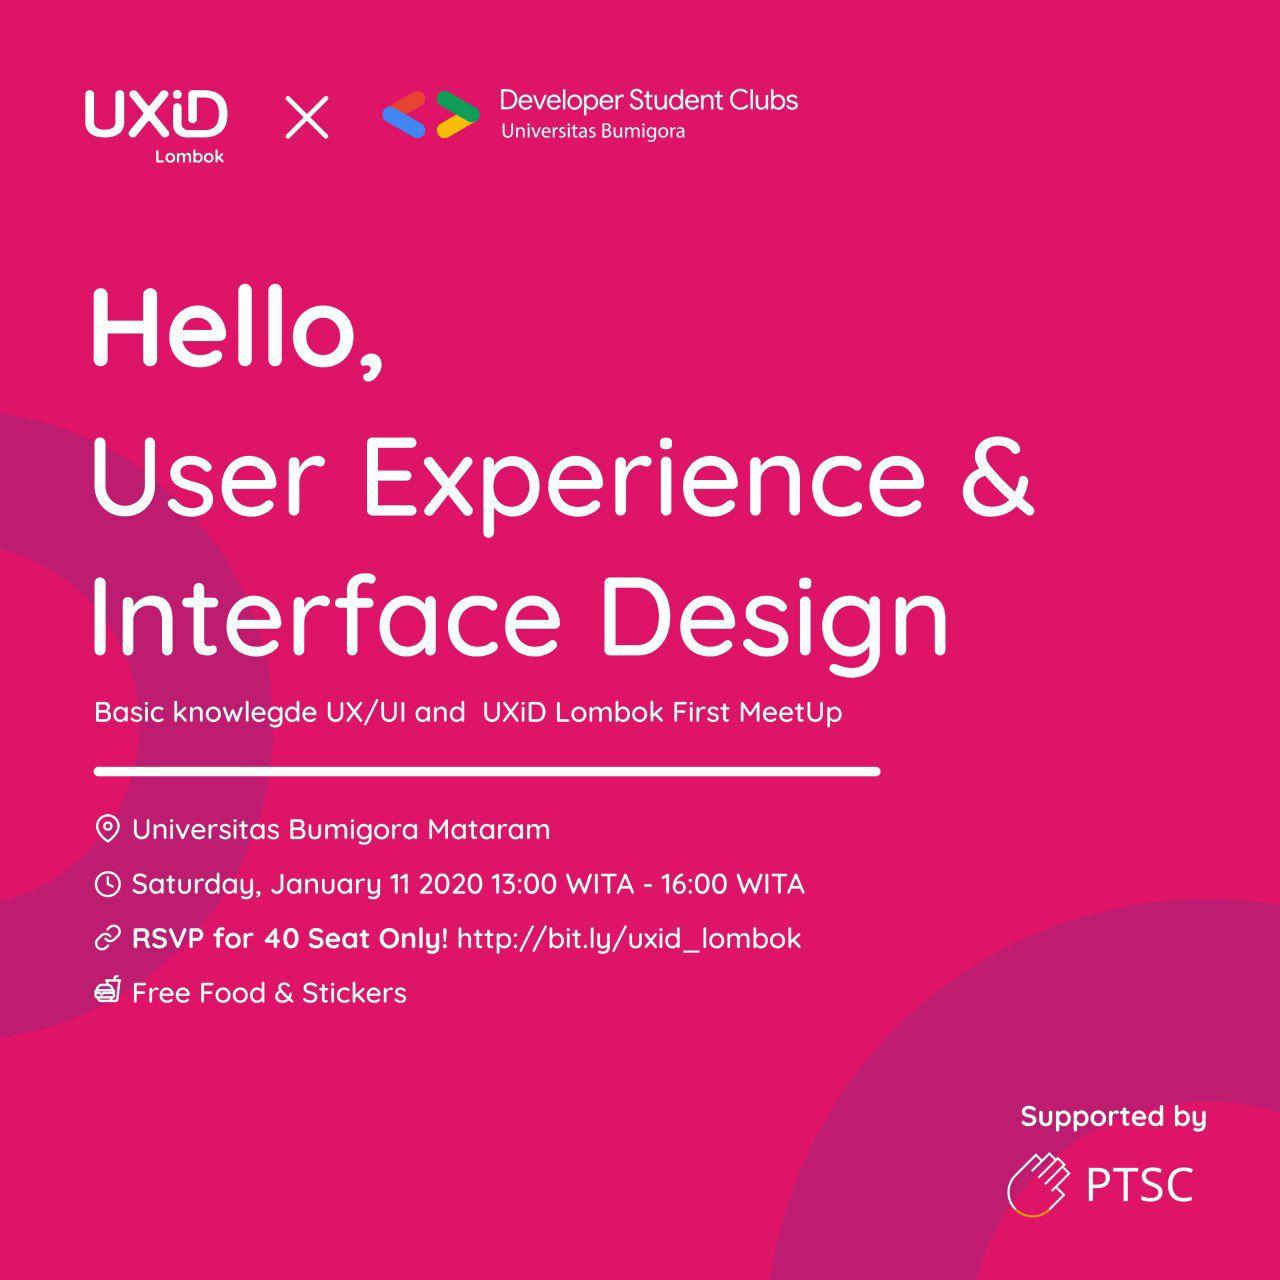 UXiD
Lombok
Developer Student Clubs
Universitas Bumigora
Hello,
User Experience &
Interface Design
Basic knowlegde UX/UI and  UXiD Lombok First MeetUp
Universitas Bumigora Mataram
Saturday, January 11 2020 13:00 WITA - 16:00 WITA
RSVP for 40 Seat Only! http://bit.ly/uxid_lombok
Free Food & Stickers
Supported by
PTSC